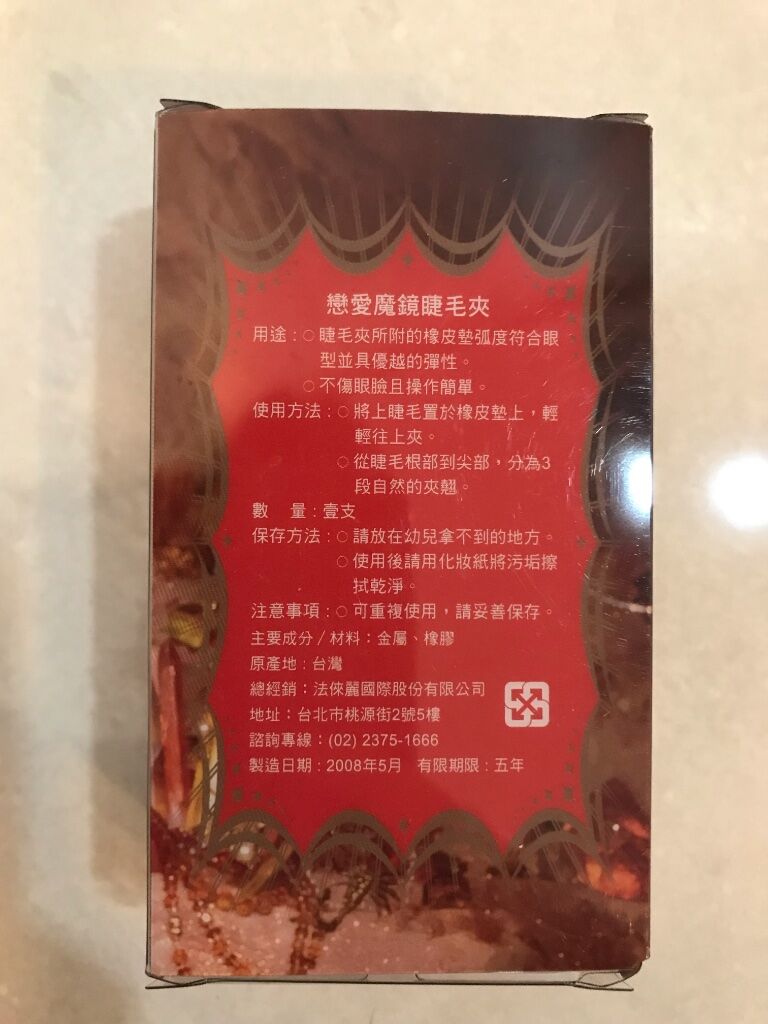 戀愛魔鏡睫毛夾
用途：○ 睫毛夾所附的橡皮墊弧度符合眼
型並具優越的彈性。
○ 不傷眼臉且操作簡單。
使用方法：○ 將上睫毛置於橡皮墊上，輕
輕往上夾。
○ 從睫毛根部到尖部，分為3
段自然的夾翹。
數　量：壹支
保存方法：○ 請放在幼兒拿不到的地方。
○ 使用後請用化妝紙將污垢擦
拭乾淨。
注意事項：○ 可重複使用，請妥善保存。
主要成分／材料：金屬、橡膠
原產地：台灣
總經銷：法徠麗國際股份有限公司
地址：台北市桃源街2號5樓
諮詢專線：(02) 2375-1666
製造日期：2008年5月　有限期限：五年